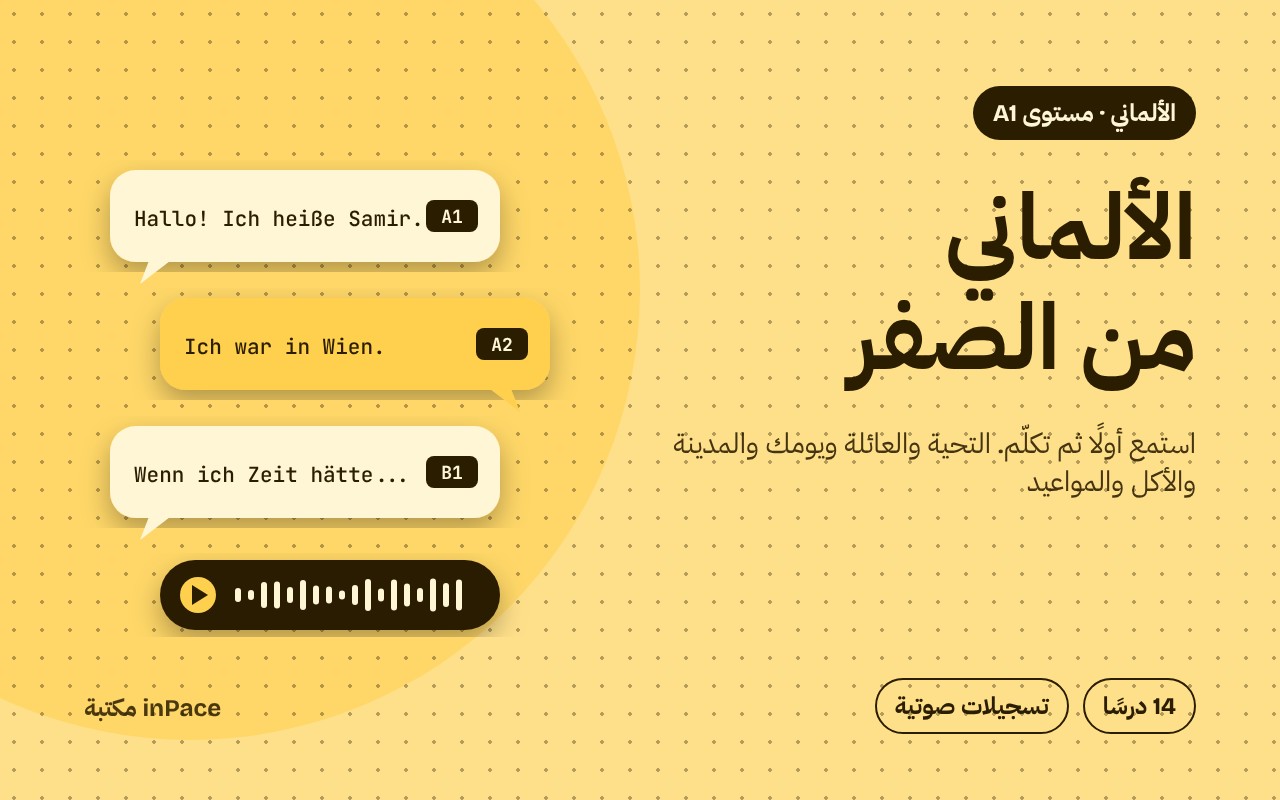 الألماني · مستوى A1
الألماني
من الصفر
استمع أولًا ثم تكلّم. التحية والعائلة ويومك والمدينة
والأكل والمواعيد
14 درسًا
تسجيلات صوتية
Hallo! Ich heiße Samir. A1
Ich war in Wien. A2
Wenn ich Zeit hätte... B1
مكتبة inPace